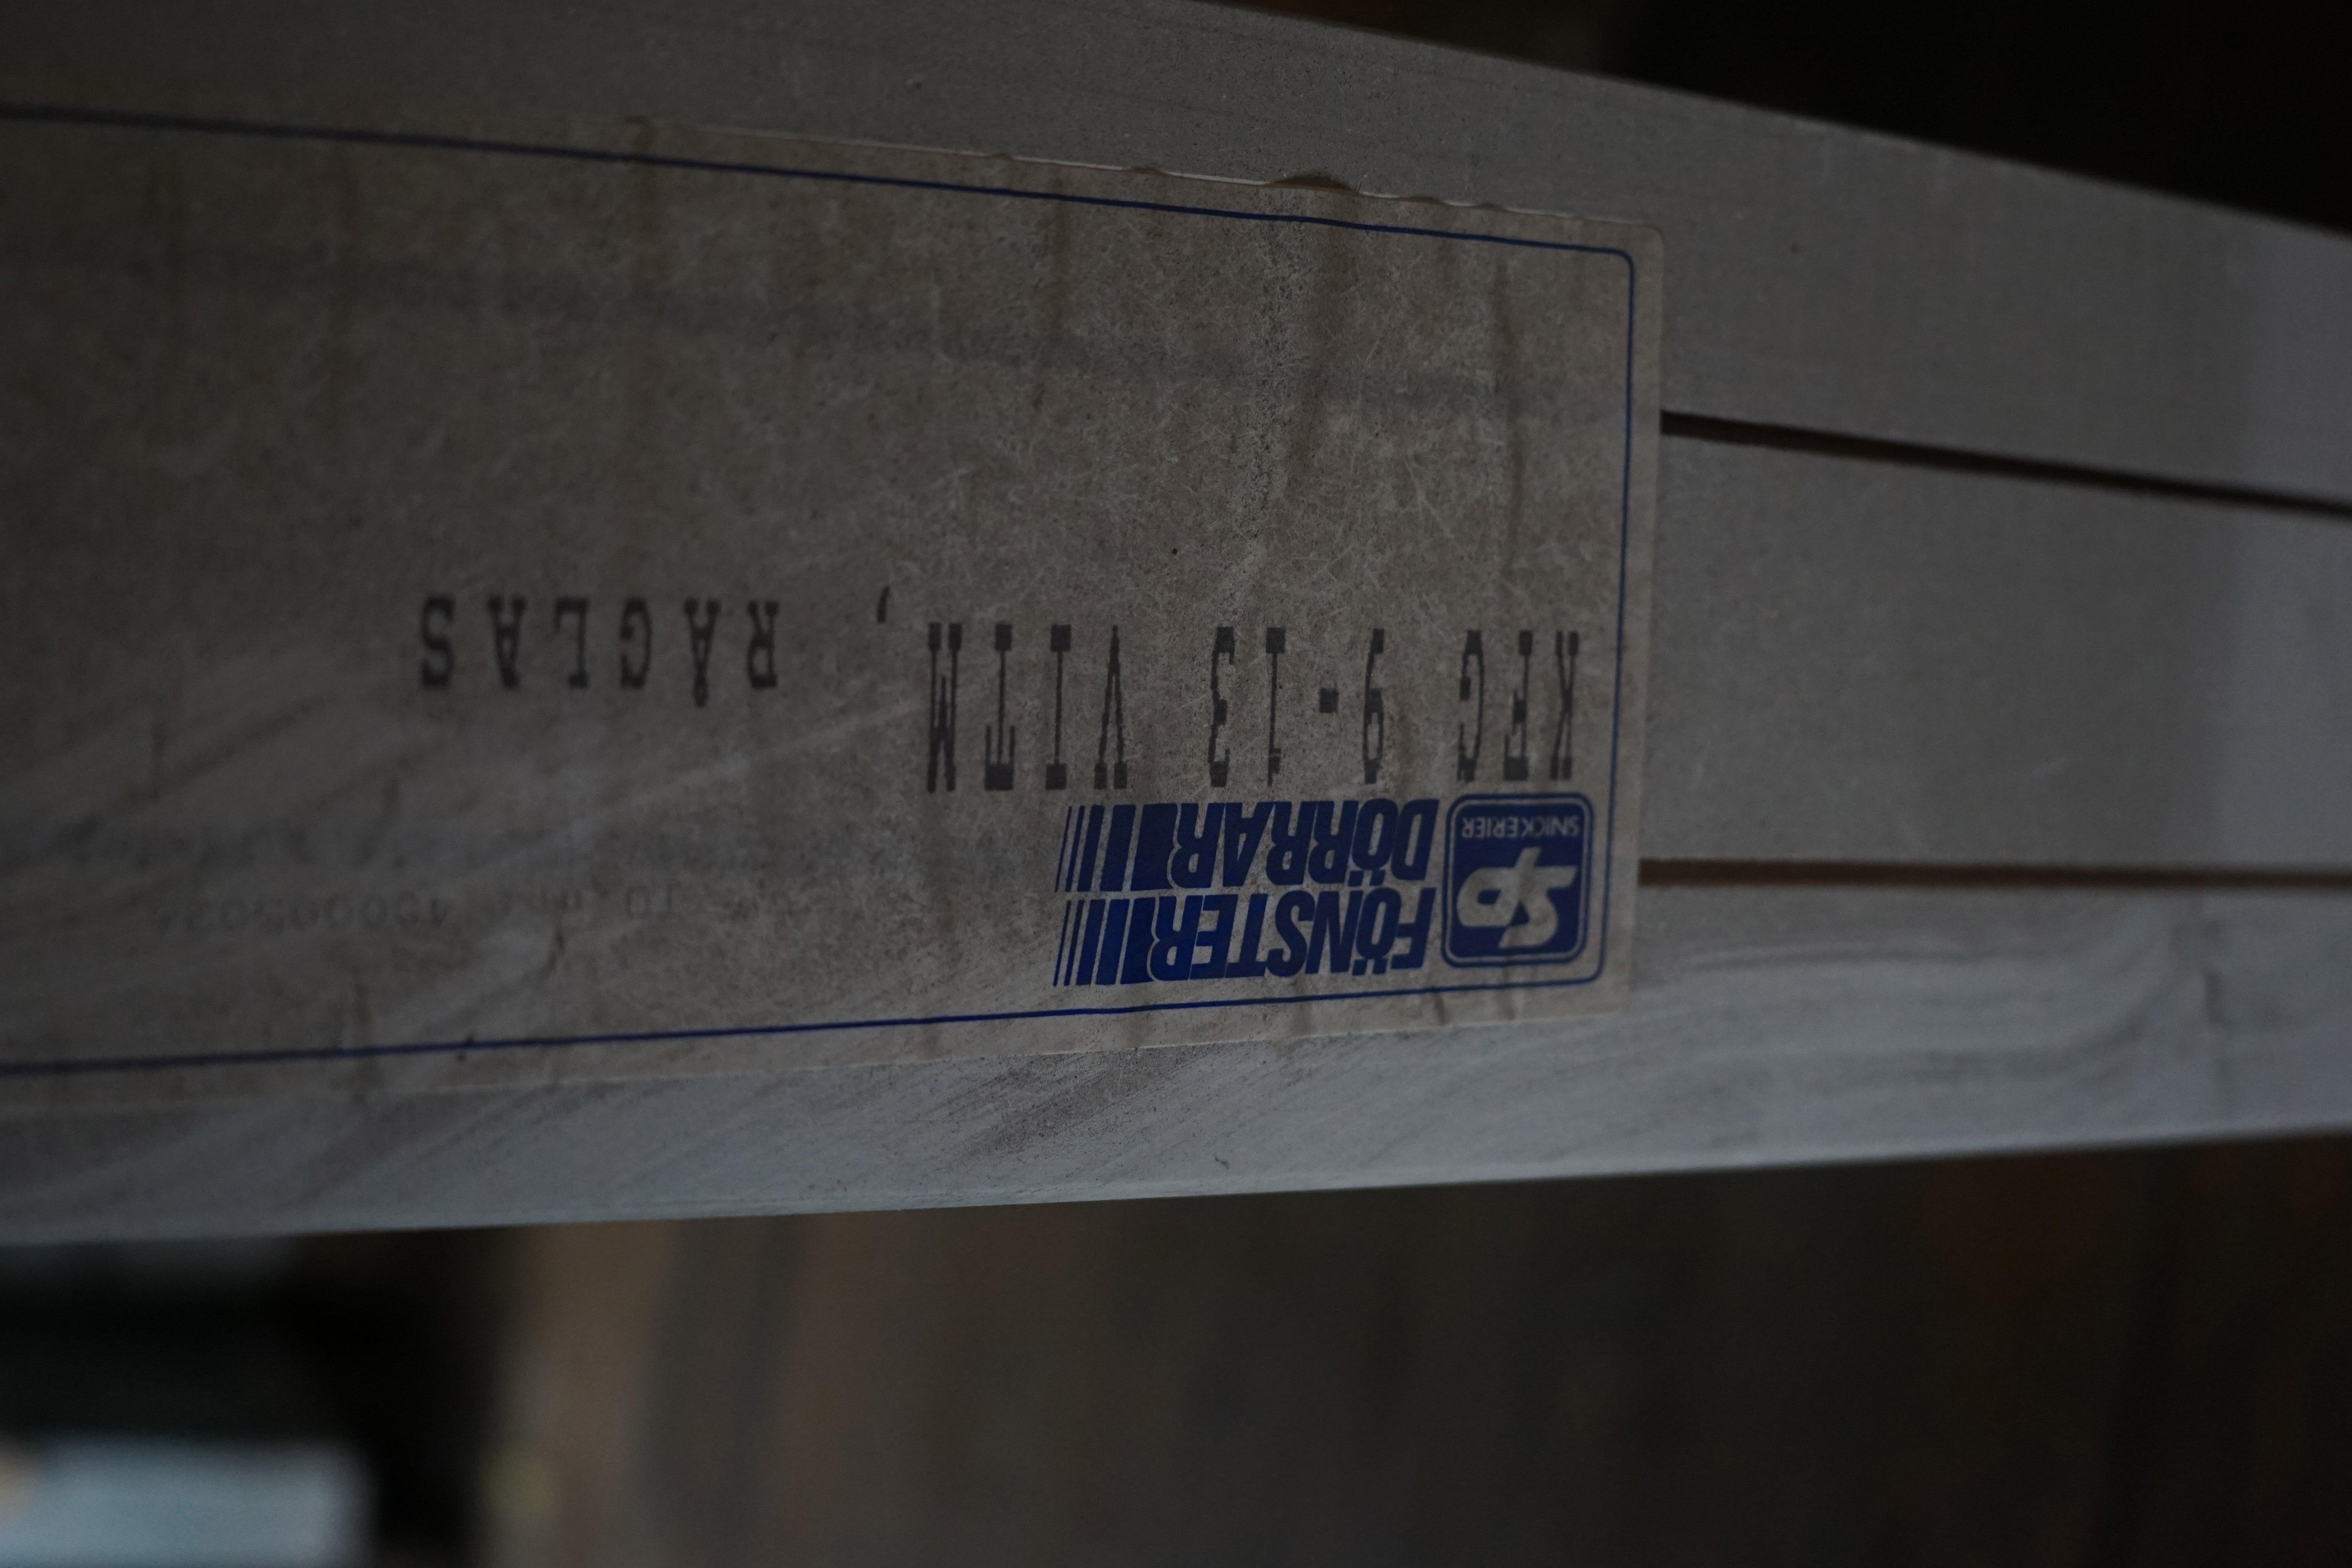 SP
SNICKERIER
FÖNSTER
DÖRRAR
KFG 9-13 VITM, RÅGLAS